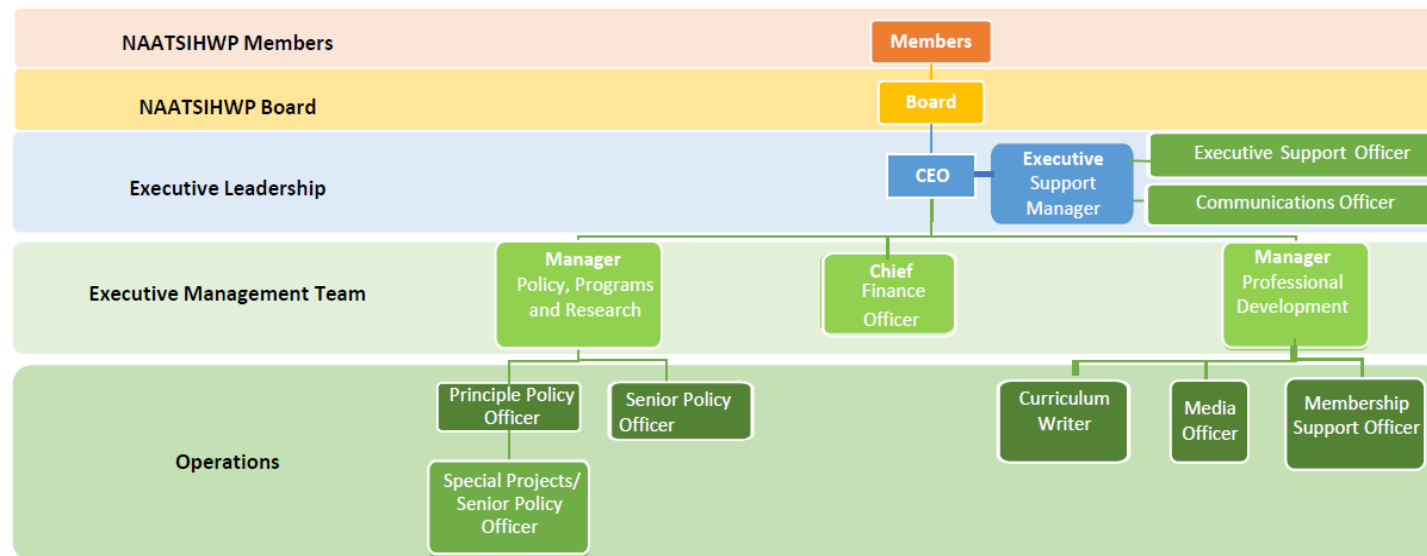 NAATSIHWP Members
Members
NAATSIHWP Board
Board
Executive Leadership
CEO
Executive
Support
Manager
Executive Support Officer
Communications Officer
Executive Management Team
Manager
Policy, Programs
and Research
Chief
Finance
Officer
Manager
Professional
Development
Operations
Principle Policy
Officer
Senior Policy
Officer
Special Projects/
Senior Policy
Officer
Curriculum
Writer
Media
Officer
Membership
Support Officer